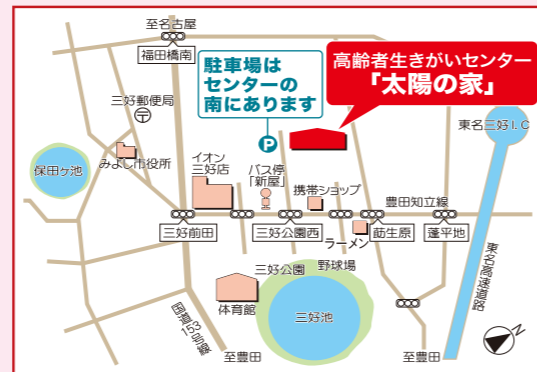 至名古屋
福田橋南
駐車場は
センターの
南にあります
高齢者生きがいセンター
「太陽の家」
三好郵便局
P
東名三好I.C
保田ヶ池
みよし市役所
イオン
三好店
バス停
「新屋」
携帯ショップ
豊田知立線
三好前田
三好公園西
ラーメン
莇生原
蓬平地
三好公園
野球場
体育館
三好池
国道153号線
東名高速道路
至豊田
至豊田
N